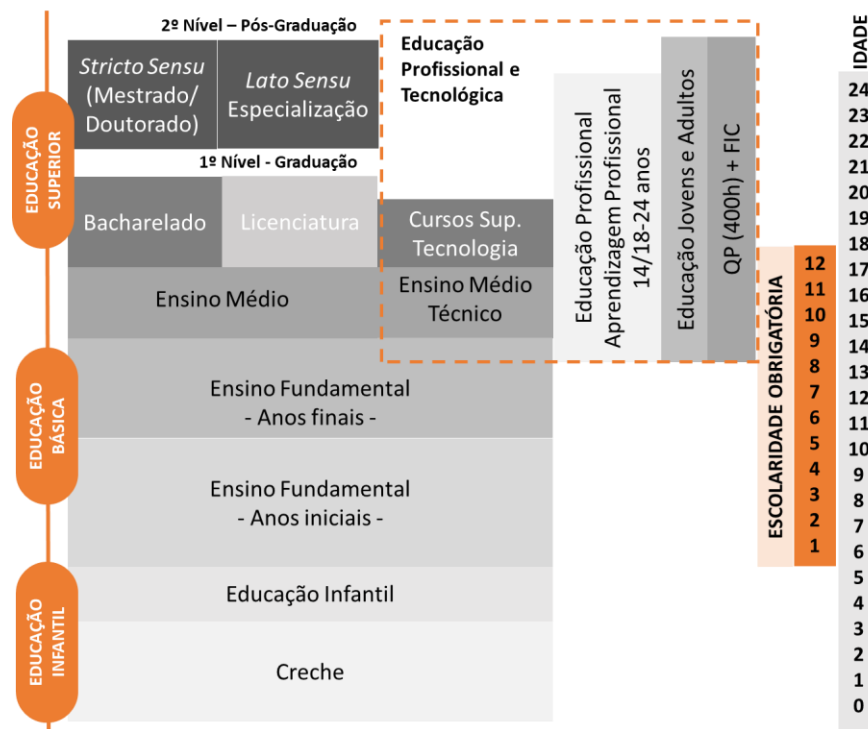 2º Nível – Pós-Graduação
Stricto Sensu
(Mestrado/
Doutorado)
Lato Sensu
Especialização
1º Nível - Graduação
Bacharelado
Licenciatura
Cursos Sup.
Tecnologia
Ensino Médio
Ensino Médio
Técnico
Ensino Fundamental
- Anos finais -
Ensino Fundamental
- Anos iniciais -
Educação Infantil
Creche
EDUCAÇÃO
SUPERIOR
EDUCAÇÃO
BÁSICA
EDUCAÇÃO
INFANTIL
Educação
Profissional e
Tecnológica
Educação Profissional
Aprendizagem Profissional
14/18-24 anos
Educação Jovens e Adultos
QP (400h) + FIC
ESCOLARIDADE OBRIGATÓRIA
12
11
10
9
8
7
6
5
4
3
2
1
IDADE
24
23
22
21
20
19
18
17
16
15
14
13
12
11
10
9
8
7
6
5
4
3
2
1
0